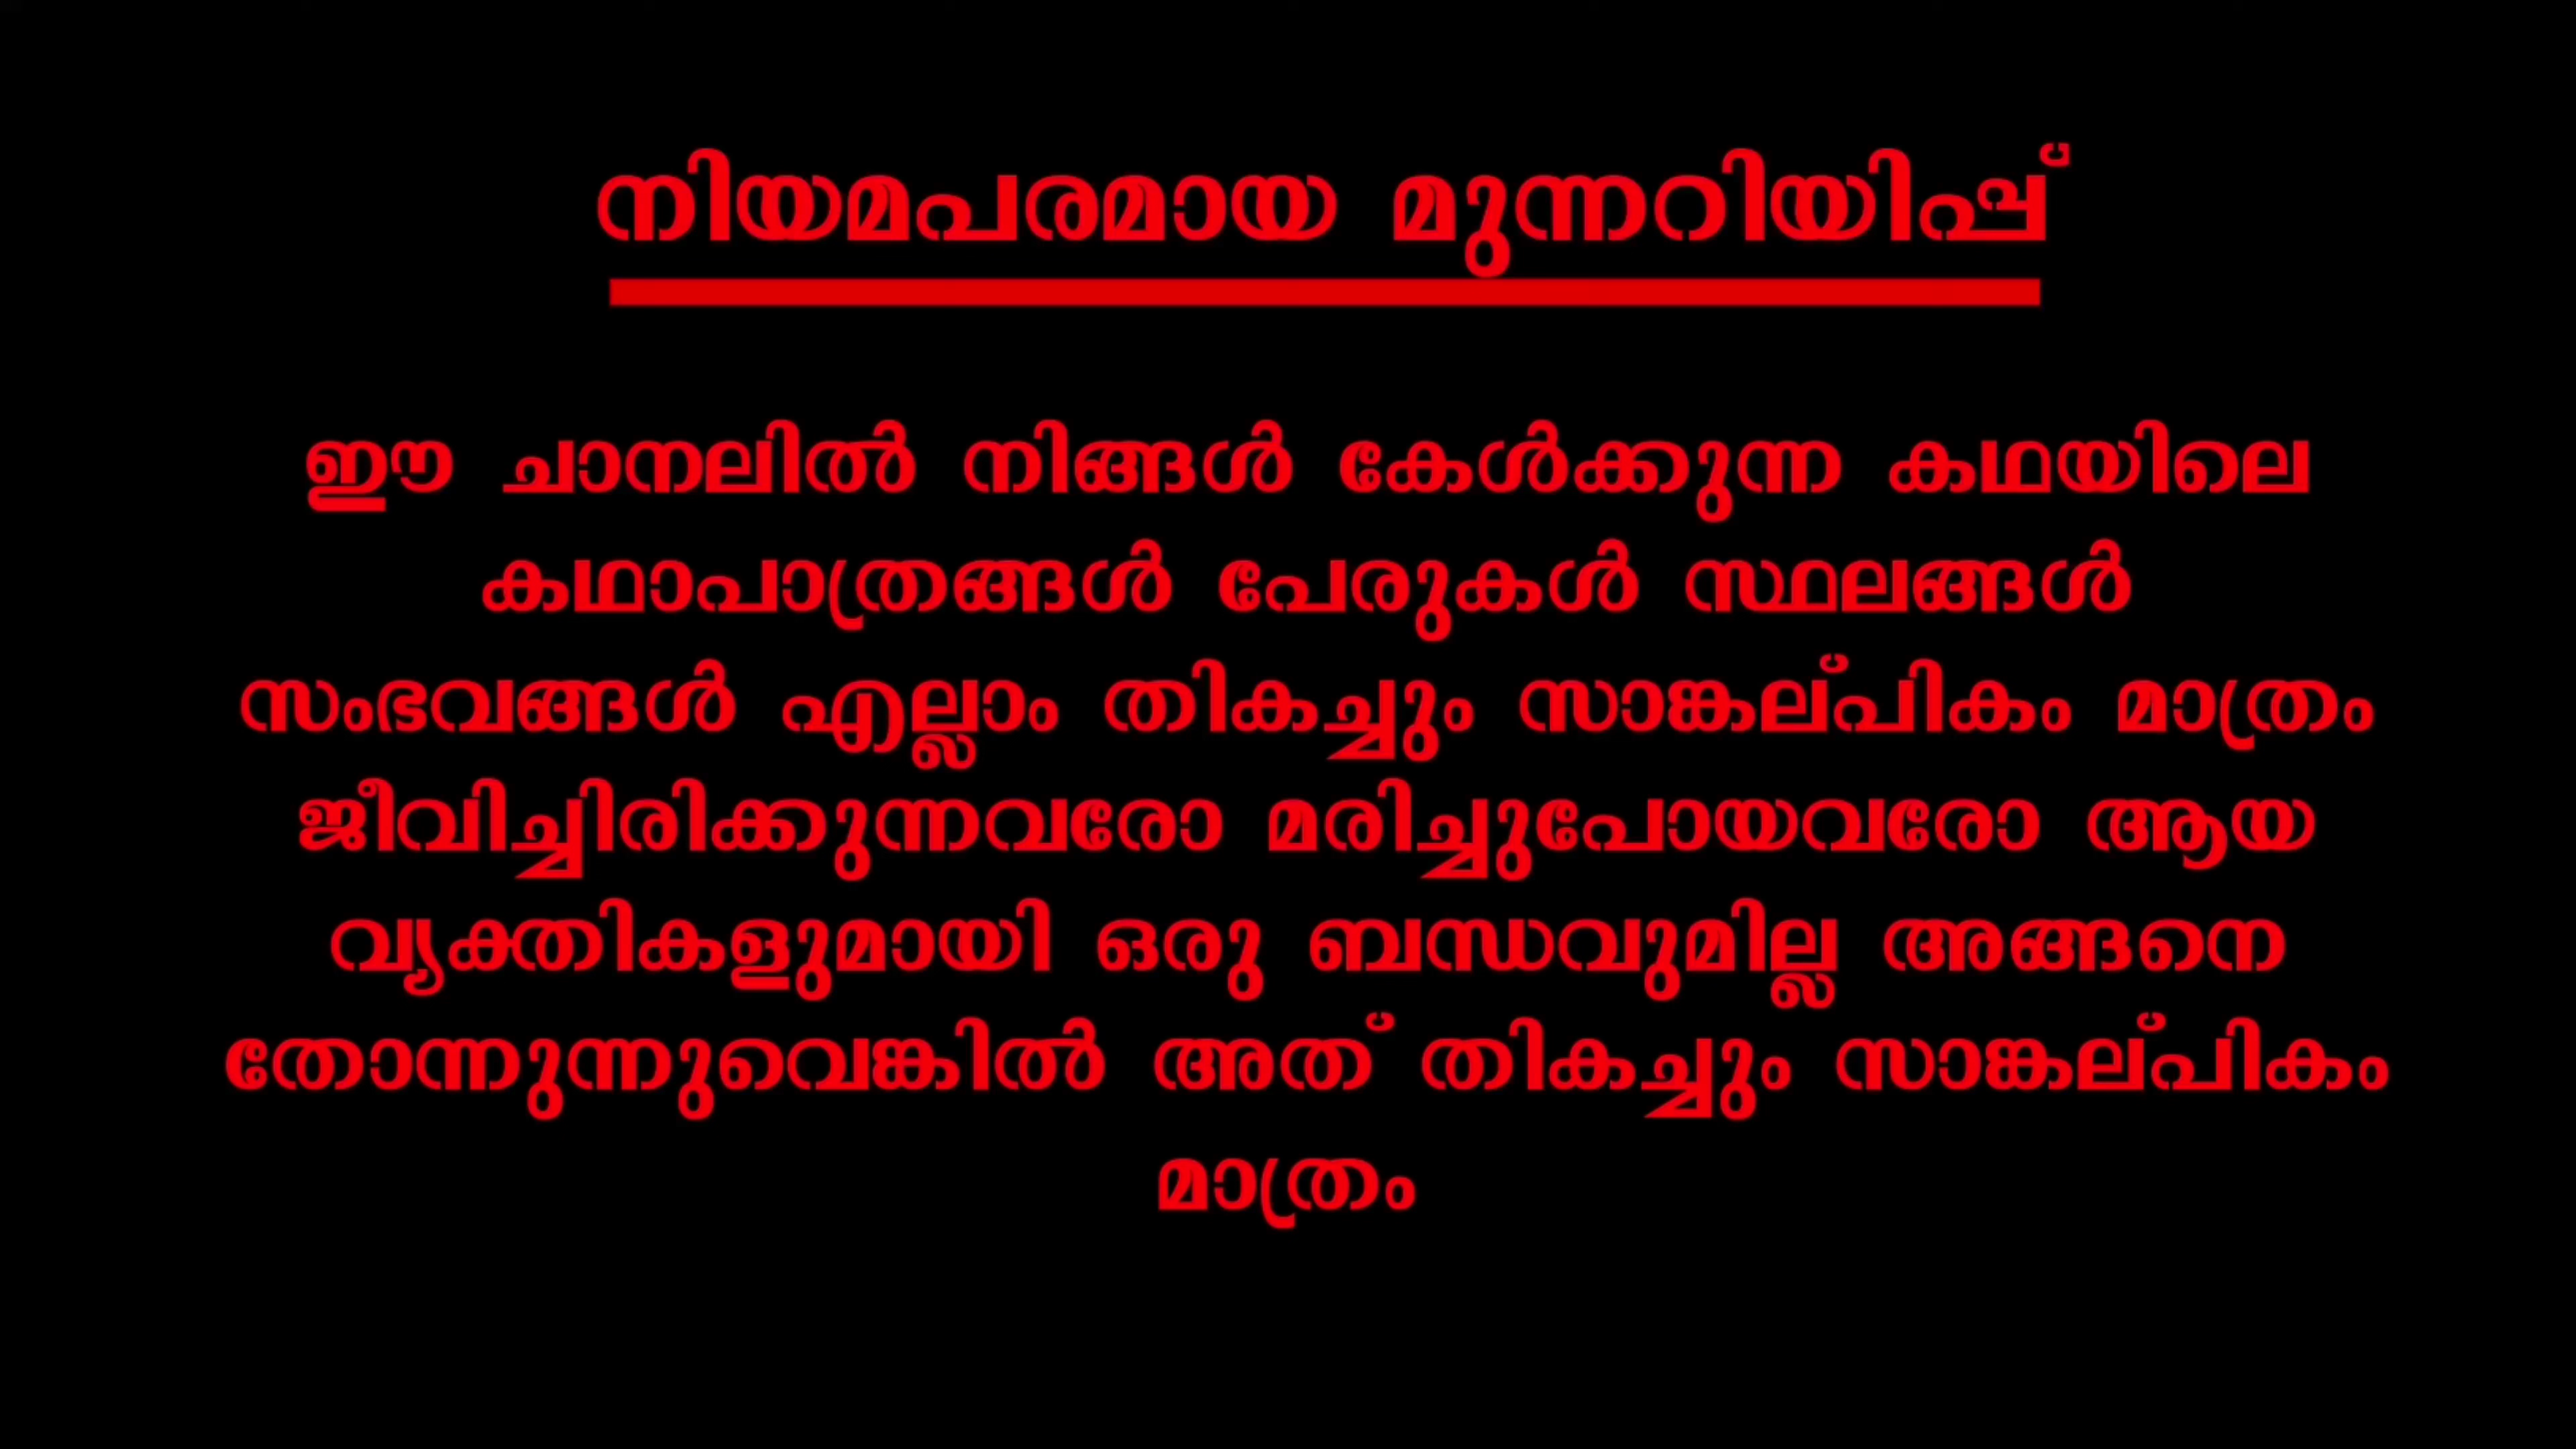 നിയമപരമായ മുന്നറിയിപ്പ്
ഈ ചാനലിൽ നിങ്ങൾ കേൾക്കുന്ന കഥയിലെ
കഥാപാത്രങ്ങൾ പേരുകൾ സ്ഥലങ്ങൾ
സംഭവങ്ങൾ എല്ലാം തികച്ചും സാങ്കല്പികം മാത്രം
ജീവിച്ചിരിക്കുന്നവരോ മരിച്ചുപോയവരോ ആയ
വ്യക്തികളുമായി ഒരു ബന്ധവുമില്ല അങ്ങനെ
തോന്നുന്നുവെങ്കിൽ അത് തികച്ചും സാങ്കല്പികം
മാത്രം